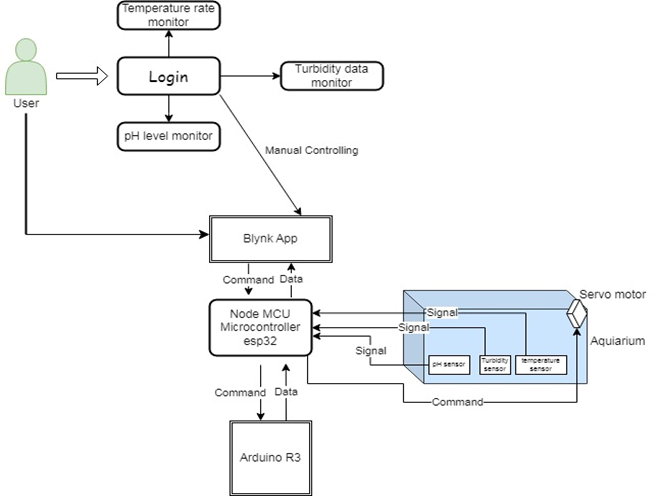 Temperature rate
monitor
Login
User
Turbidity data
monitor
pH level monitor
Manual Controlling
Blynk App
Command Data
Node MCU
Microcontroller
esp32
Servo motor
Signal
Signal
Aquiarium
Signal
pH sensor
Turbidity
sensor
temperature
sensor
Command Data
Command
Arduino R3